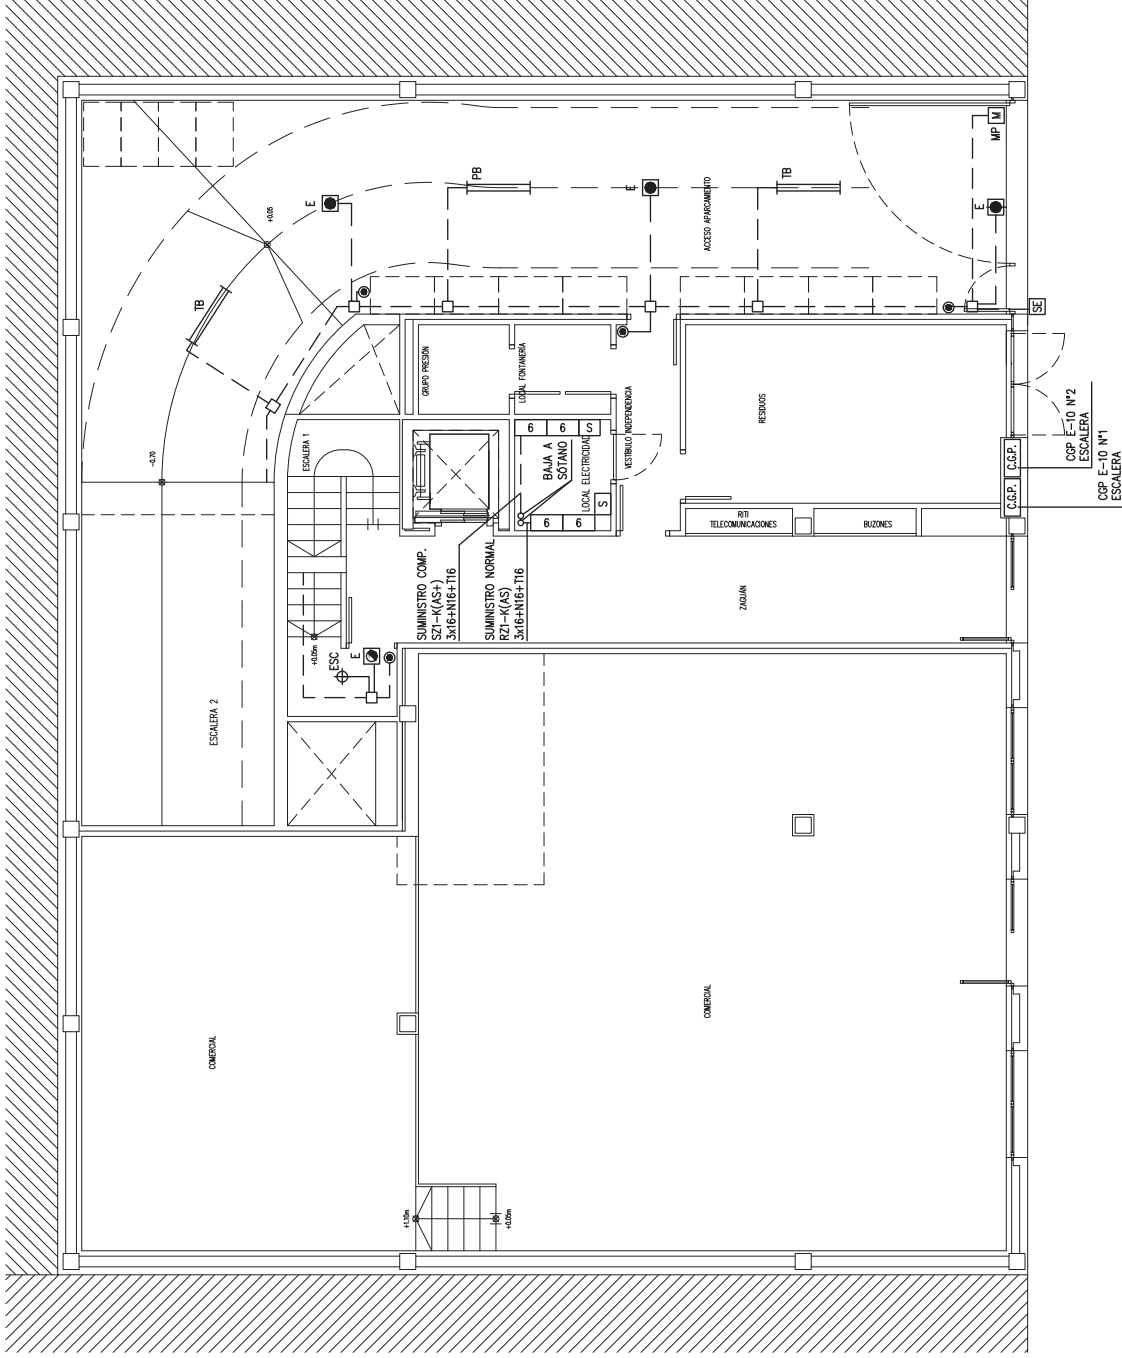 PB
E
TB
E
ACCESO APARCAMIENTO
MP
M
E
+0.05
TB
SE
GRUPO PRESIÓN
LOCAL FONTANERÍA
VESTÍBULO INDEPENDENCIA
RESIDUOS
-0.70
ESCALERA 1
6
6
S
BAJA A
SÓTANO
LOCAL ELECTRICIDAD
S
6
6
C.G.P.
C.G.P.
CGP E-10 Nº2
ESCALERA
CGP E-10 Nº1
ESCALERA
RITI
TELECOMUNICACIONES
BUZONES
SUMINISTRO COMP.
SZ1-K(AS+)
3x16+N16+T16
SUMINISTRO NORMAL
RZ1-K(AS)
3x16+N16+T16
ZAGUÁN
+0.05m
ESC
E
ESCALERA 2
COMERCIAL
COMERCIAL
+1.10m
+0.05m